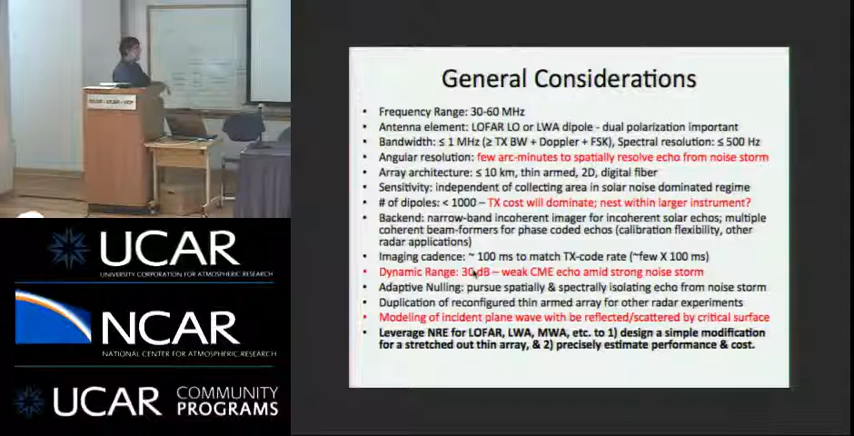 UCAR
UNIVERSITY CORPORATION FOR ATMOSPHERIC RESEARCH
NCAR
NATIONAL CENTER FOR ATMOSPHERIC RESEARCH
UCAR COMMUNITY
PROGRAMS
General Considerations
• Frequency Range: 30-60 MHz
• Antenna element: LOFAR LO or LWA dipole - dual polarization important
• Bandwidth: ≤ 1 MHz (≥ TX BW + Doppler + FSK), Spectral resolution: ≤ 500 Hz
• Angular resolution: few arc-minutes to spatially resolve echo from noise storm
• Array architecture: ≤ 10 km, thin armed, 2D, digital fiber
• Sensitivity: independent of collecting area in solar noise dominated regime
• # of dipoles: < 1000 – TX cost will dominate; nest within larger instrument?
• Backend: narrow-band incoherent imager for incoherent solar echoes; multiple
coherent beam-formers for phase coded echos (calibration flexibility, other
radar applications)
• Imaging cadence: ~ 100 ms to match TX-code rate (~few X 100 ms)
• Dynamic Range: 30 dB – weak CME echo amid strong noise storm
• Adaptive Nulling: pursue spatially & spectrally isolating echo from noise storm
• Duplication of reconfigured thin armed array for other radar experiments
• Modeling of incident plane wave with be reflected/scattered by critical surface
• Leverage NRE for LOFAR, LWA, MWA, etc. to 1) design a simple modification
for a stretched out thin array, & 2) precisely estimate performance & cost.